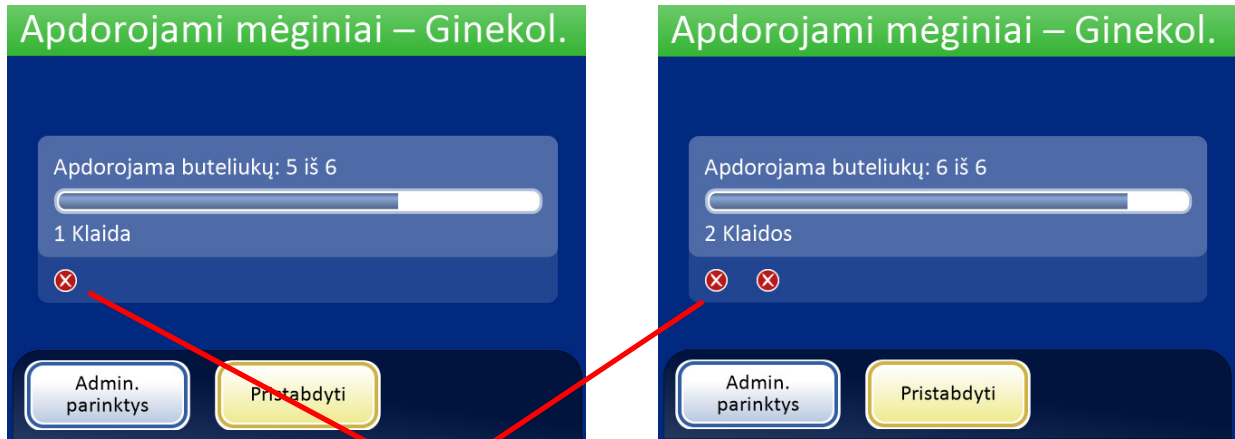 Apdorojami mėginiai – Ginekol.
Apdorojama buteliukų: 5 iš 6
1 Klaida
Admin.
parinktys
Pristabdyti
Apdorojami mėginiai – Ginekol.
Apdorojama buteliukų: 6 iš 6
2 Klaidos
Admin.
parinktys
Pristabdyti